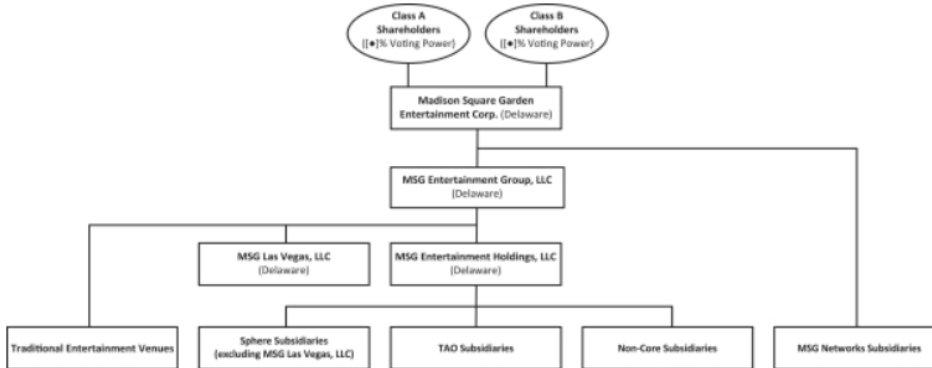 Class A
Shareholders
([●]% Voting Power)
Class B
Shareholders
([●]% Voting Power)
Madison Square Garden
Entertainment Corp. (Delaware)
MSG Entertainment Group, LLC
(Delaware)
MSG Las Vegas, LLC
(Delaware)
MSG Entertainment Holdings, LLC
(Delaware)
Traditional Entertainment Venues
Sphere Subsidiaries
(excluding MSG Las Vegas, LLC)
TAO Subsidiaries
Non-Core Subsidiaries
MSG Networks Subsidiaries